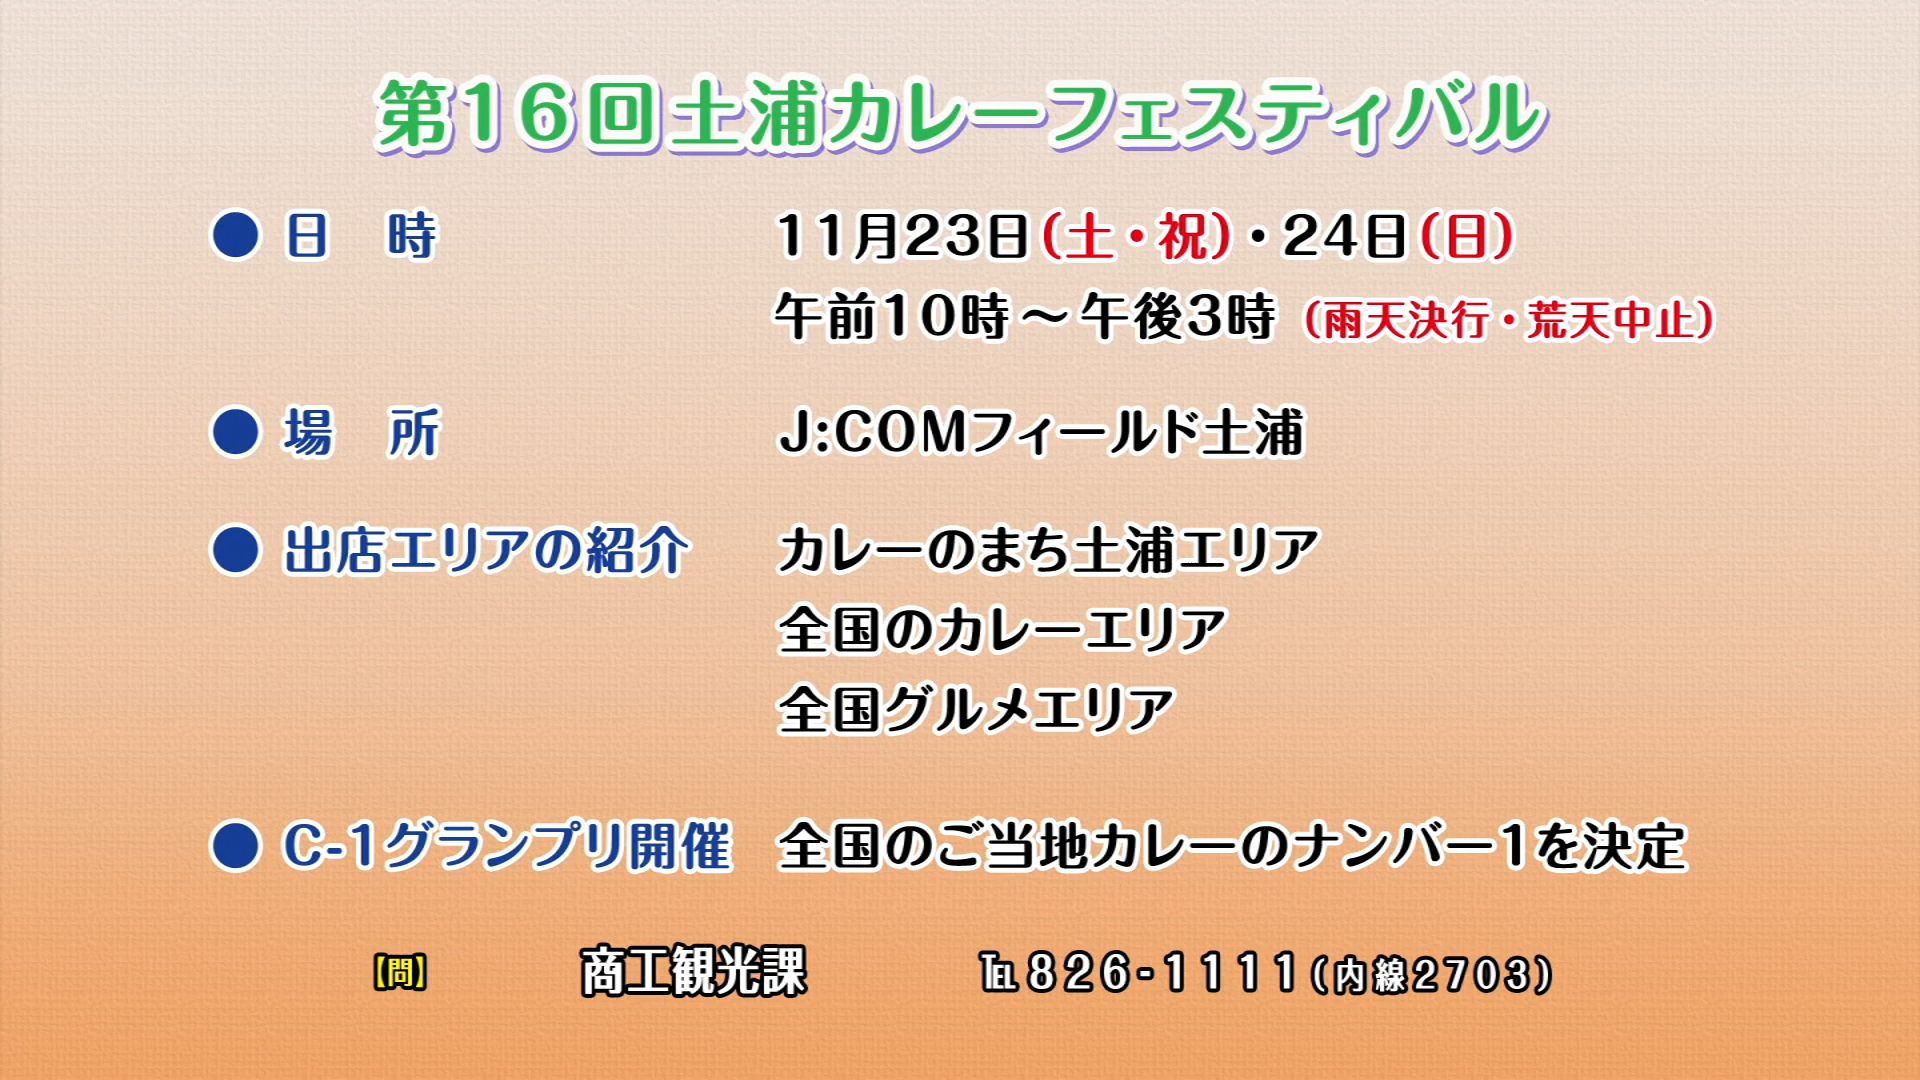 第16回土浦カレーフェスティバル
● 日　時　11月23日(土・祝)・24日(日)
午前10時～午後3時 (雨天決行・荒天中止)
● 場　所　J:COMフィールド土浦
● 出店エリアの紹介　カレーのまち土浦エリア
全国のカレーエリア
全国グルメエリア
● C-1グランプリ開催　全国のご当地カレーのナンバー1を決定
【問】　商工観光課　℡826-1111(内線2703)